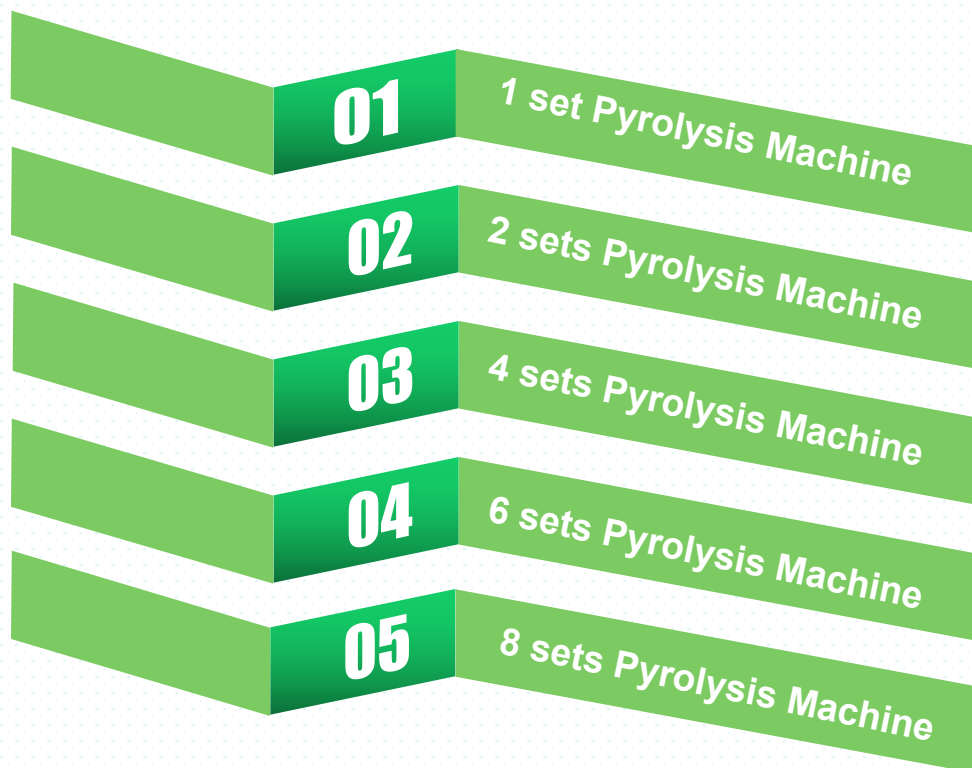 01
1 set Pyrolysis Machine
02
2 sets Pyrolysis Machine
03
4 sets Pyrolysis Machine
04
6 sets Pyrolysis Machine
05
8 sets Pyrolysis Machine